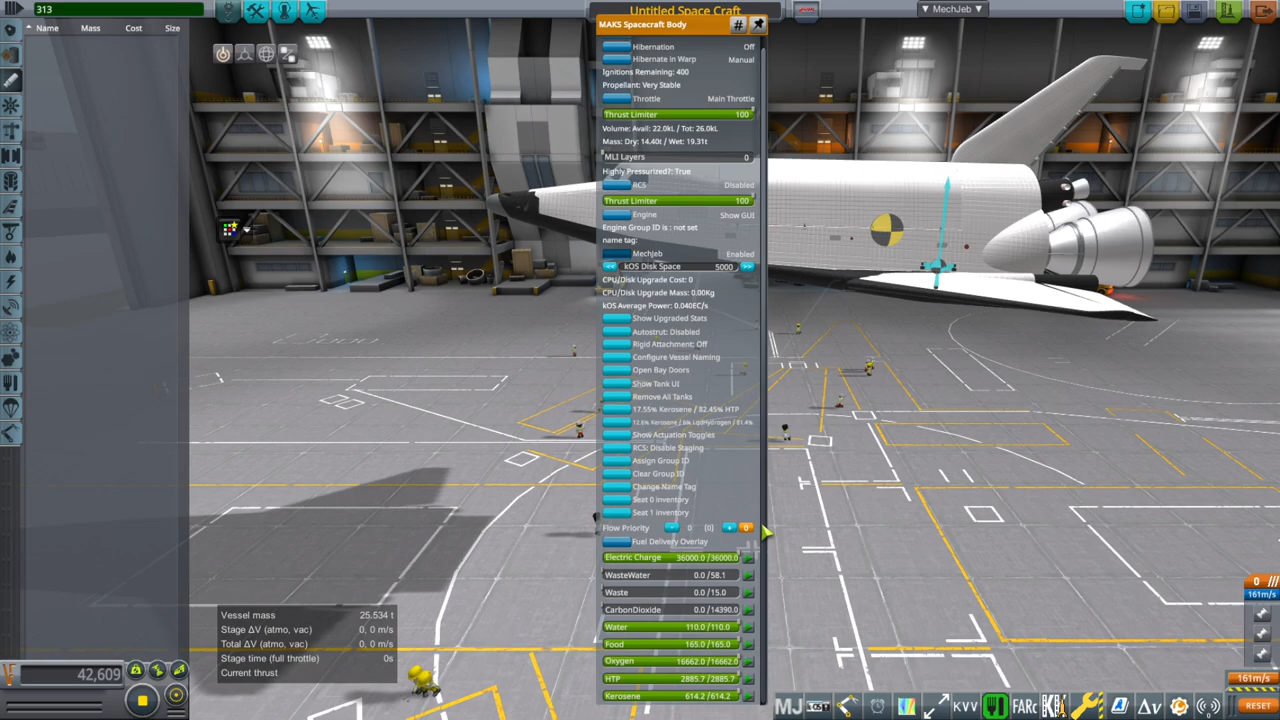 313
Untitled Space Craft
▼ MechJeb ▼
Name Mass Cost Size
MAKS Spacecraft Body #
Hibernation Off
Hibernate in Warp Manual
Ignitions Remaining: 400
Propellant: Very Stable
Throttle Main Throttle
Thrust Limiter 100
Volume: Avail: 22.0kL / Tot: 26.0kL
Mass: Dry: 14.40t / Wet: 19.31t
MLI Layers 0
Highly Pressurized?: True
RCS Disabled
Thrust Limiter 100
Engine Show GUI
Engine Group ID is : not set
name tag:
MechJeb Enabled
<< kOS Disk Space 5000 >>
CPU/Disk Upgrade Cost: 0
CPU/Disk Upgrade Mass: 0.00Kg
kOS Average Power: 0.040EC/s
Show Upgraded Stats
Autostrut: Disabled
Rigid Attachment: Off
Configure Vessel Naming
Open Bay Doors
Show Tank UI
Remove All Tanks
17.55% Kerosene / 82.45% HTP
12.6% Kerosene / 6% LqdHydrogen / 81.4%
Show Actuation Toggles
RCS: Disable Staging
Assign Group ID
Clear Group ID
Change Name Tag
Seat 0 Inventory
Seat 1 Inventory
Flow Priority - 0 (0) + 0
Fuel Delivery Overlay
Electric Charge 36000.0 /36000.0
WasteWater 0.0 /58.1
Waste 0.0 /15.0
CarbonDioxide 0.0 /14390.0
Water 110.0 /110.0
Food 165.0 /165.0
Oxygen 16662.0 /16662.0
HTP 2885.7 /2885.7
Kerosene 614.2 /614.2
Vessel mass 25.534 t
Stage ΔV (atmo, vac) 0, 0 m/s
Total ΔV (atmo, vac) 0, 0 m/s
Stage time (full throttle) 0s
Current thrust
42,609
0
161m/s
161m/s
RESET
MJ kOS KVV FARc Δv